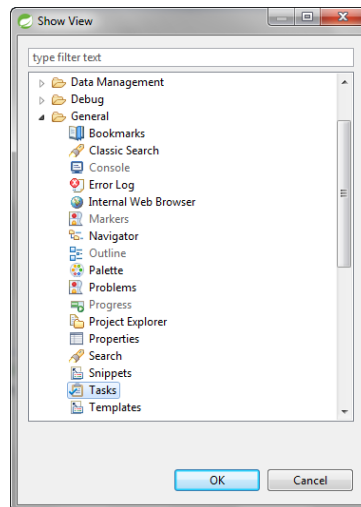 Show View
type filter text
Data Management
Debug
General
Bookmarks
Classic Search
Console
Error Log
Internal Web Browser
Markers
Navigator
Outline
Palette
Problems
Progress
Project Explorer
Properties
Search
Snippets
Tasks
Templates
OK Cancel